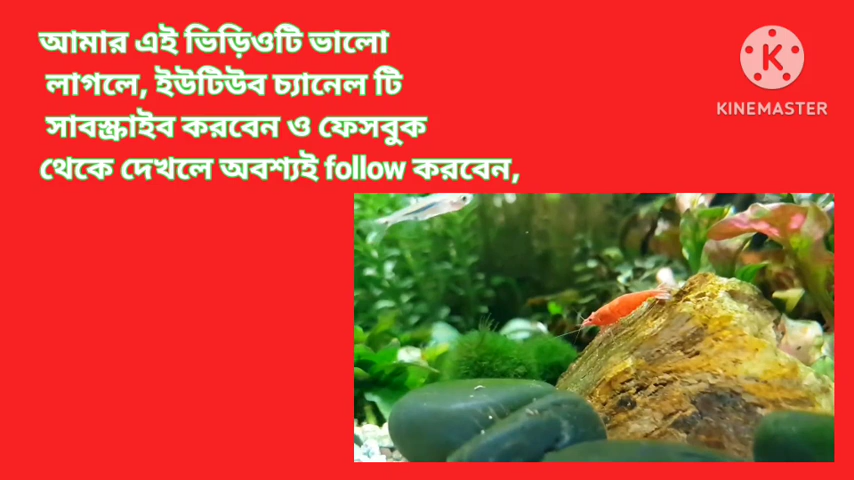 আমার এই ভিড়িওটি ভালো
লাগলে, ইউটিউব চ্যানেল টি
সাবস্ক্রাইব করবেন ও ফেসবুক
থেকে দেখলে অবশ্যই follow করবেন,
K
KINEMASTER